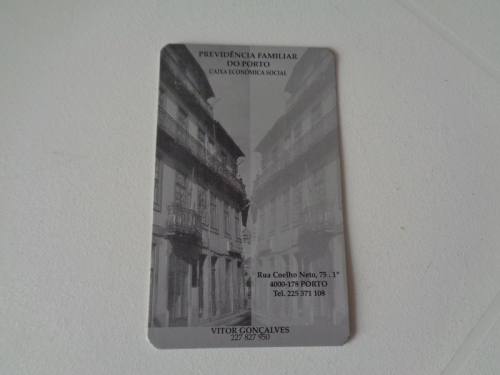 PREVIDÊNCIA FAMILIAR
DO PORTO
CAIXA ECONÓMICA SOCIAL
Rua Coelho Neto, 75 . 1°
4000-178 PORTO
Tel. 225 371 108
VITOR GONÇALVES
227 827 950